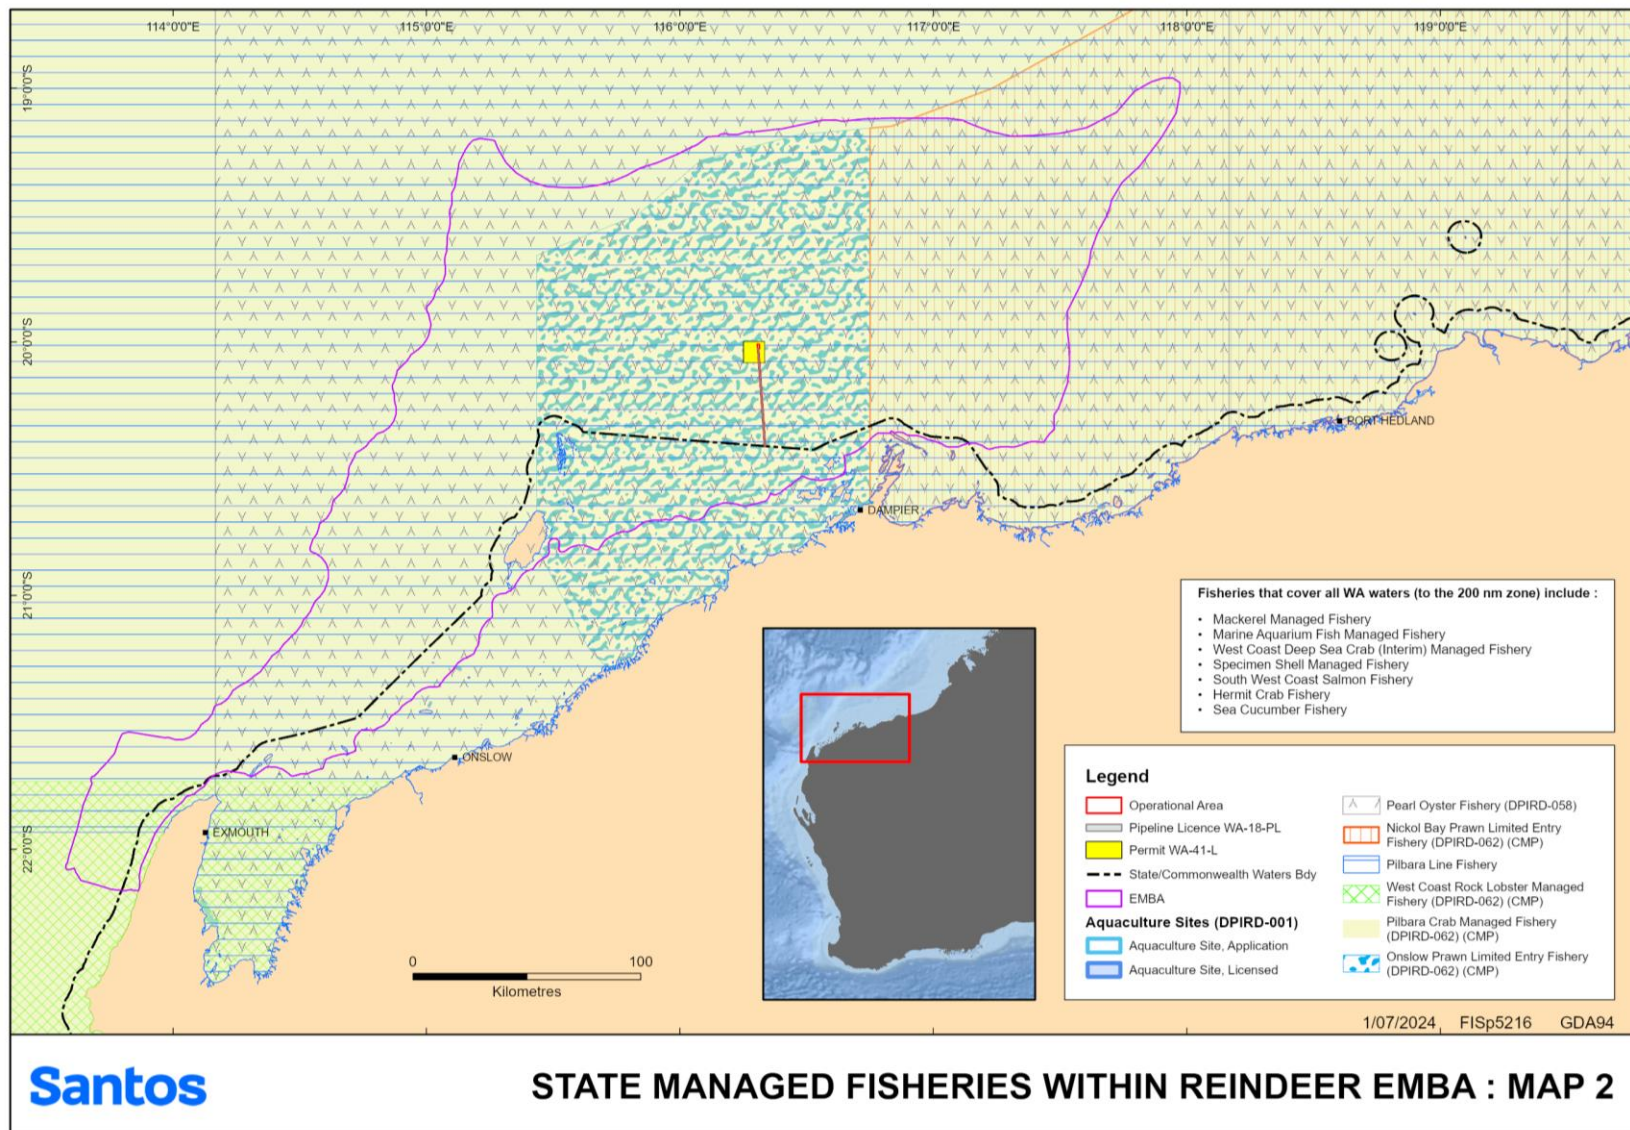 114°0'0"E
115°0'0"E
116°0'0"E
117°0'0"E
118°0'0"E
119°0'0"E
19°0'0"S
20°0'0"S
21°0'0"S
22°0'0"S
PORT HEDLAND
DAMPIER
ONSLOW
EXMOUTH
0 100
Kilometres
Fisheries that cover all WA waters (to the 200 nm zone) include :
• Mackerel Managed Fishery
• Marine Aquarium Fish Managed Fishery
• West Coast Deep Sea Crab (Interim) Managed Fishery
• Specimen Shell Managed Fishery
• South West Coast Salmon Fishery
• Hermit Crab Fishery
• Sea Cucumber Fishery
Legend
Operational Area
Pipeline Licence WA-18-PL
Permit WA-41-L
State/Commonwealth Waters Bdy
EMBA
Aquaculture Sites (DPIRD-001)
Aquaculture Site, Application
Aquaculture Site, Licensed
Pearl Oyster Fishery (DPIRD-058)
Nickol Bay Prawn Limited Entry
Fishery (DPIRD-062) (CMP)
Pilbara Line Fishery
West Coast Rock Lobster Managed
Fishery (DPIRD-062) (CMP)
Pilbara Crab Managed Fishery
(DPIRD-062) (CMP)
Onslow Prawn Limited Entry Fishery
(DPIRD-062) (CMP)
1/07/2024 FISp5216 GDA94
Santos
STATE MANAGED FISHERIES WITHIN REINDEER EMBA : MAP 2